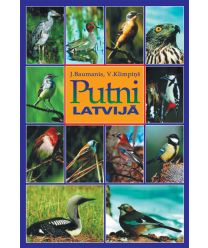 J.Baumanis, V.Klimpiņš
Putni
LATVIJĀ